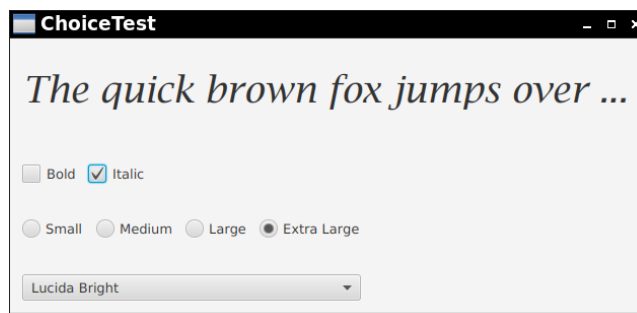 ChoiceTest
The quick brown fox jumps over ...
Bold Italic
Small Medium Large Extra Large
Lucida Bright